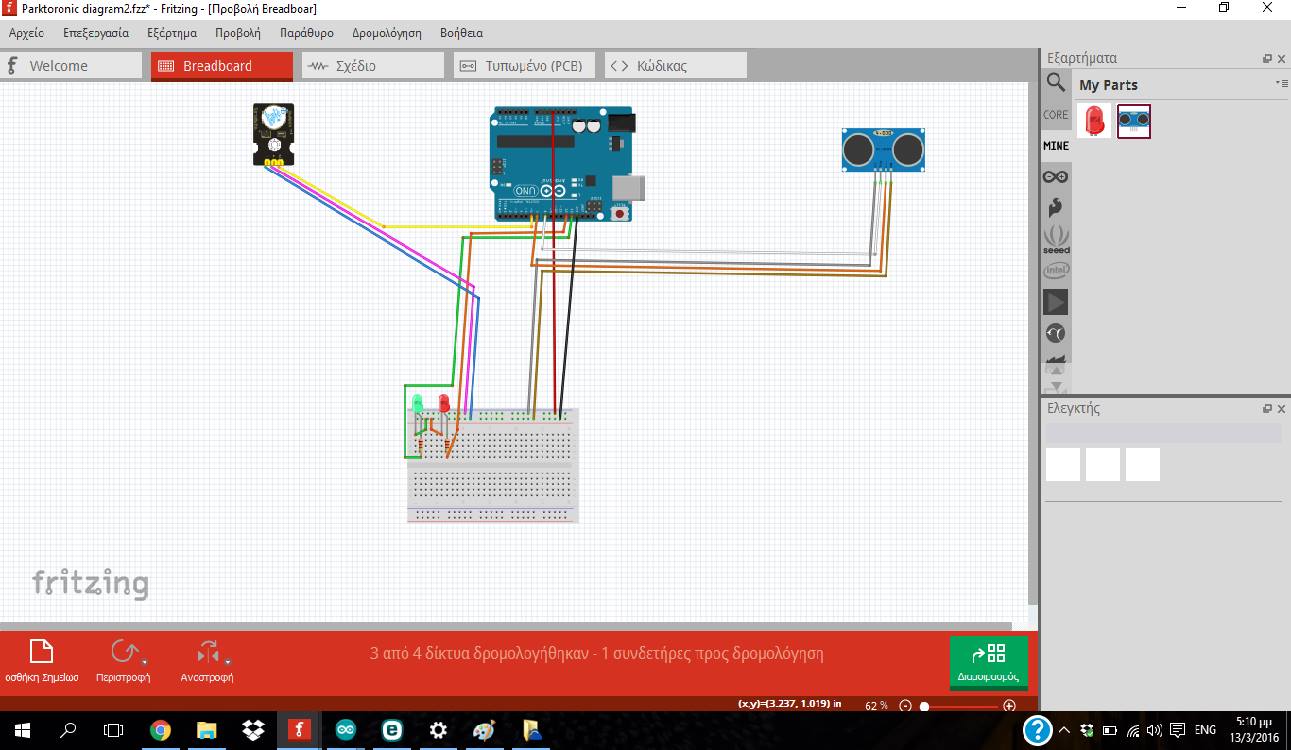 Parktoronic diagram2.fzz* - Fritzing - [Προβολή Breadboar]
Αρχείο Επεξεργασία Εξάρτημα Προβολή Παράθυρο Δρομολόγηση Βοήθεια
Welcome Breadboard Σχέδιο Τυπωμένο (PCB) Κώδικας
Εξαρτήματα
My Parts
CORE
MINE
UNO
seeed
intel
Ελεγκτής
fritzing
3 από 4 δίκτυα δρομολογήθηκαν - 1 συνδετήρες προς δρομολόγηση
οσθήκη Σημείωσ Περιστροφή Αναστροφή Διαμοιρασμός
(x,y)=(3.237, 1.019) in 62 %
ENG
5:10 μμ
13/3/2016